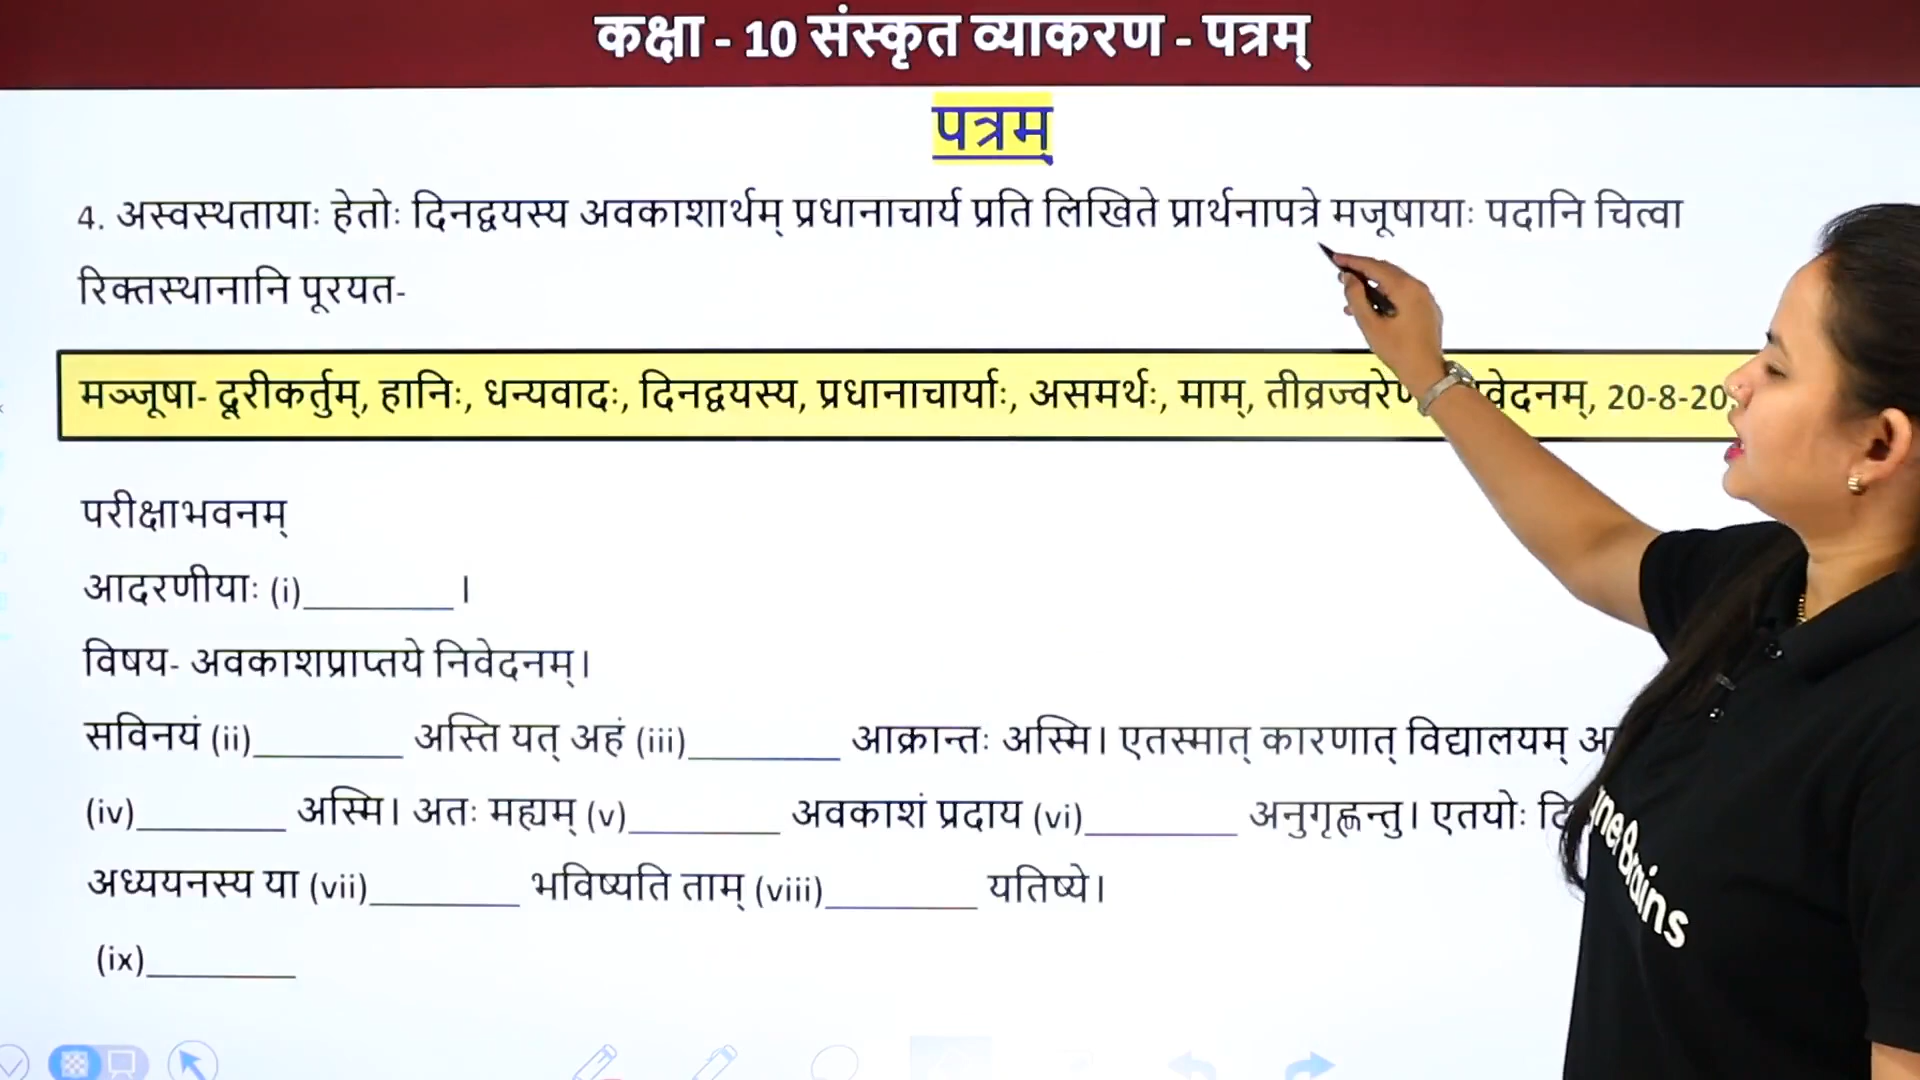 कक्षा - 10 संस्कृत व्याकरण - पत्रम्
पत्रम्
4. अस्वस्थतायाः हेतोः दिनद्वयस्य अवकाशार्थम् प्रधानाचार्य प्रति लिखिते प्रार्थनापत्रे मजूषायाः पदानि चित्वा
रिक्तस्थानानि पूरयत-
मञ्जूषा- दूरीकर्तुम्, हानिः, धन्यवादः, दिनद्वयस्य, प्रधानाचार्याः, असमर्थः, माम्, 20-8-20
परीक्षाभवनम्
आदरणीयाः (i)________ ।
विषय- अवकाशप्राप्तये निवेदनम्।
सविनयं (ii)________ अस्ति यत् अहं (iii)________ आक्रान्तः अस्मि। एतस्मात् कारणात् विद्यालयम्
(iv)________ अस्मि। अतः मह्यम् (v)________ अवकाशं प्रदाय (vi)________ अनुगृह्णन्तु। एतयोः
अध्ययनस्य या (vii)________ भविष्यति ताम् (viii)________ यतिष्ये।
(ix)________
Brains